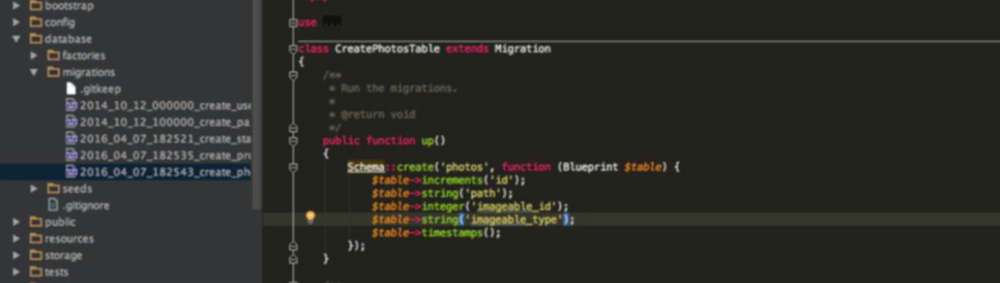 bootstrap
config
database
factories
migrations
.gitkeep
2014_10_12_000000_create_use
2014_10_12_100000_create_pa
2016_04_07_182521_create_sta
2016_04_07_182535_create_pro
2016_04_07_182543_create_ph
seeds
.gitignore
public
resources
storage
tests
use ...
class CreatePhotosTable extends Migration
{
/**
* Run the migrations.
*
* @return void
*/
public function up()
{
Schema::create('photos', function (Blueprint $table) {
$table->increments('id');
$table->string('path');
$table->integer('imageable_id');
$table->string('imageable_type');
$table->timestamps();
});
}